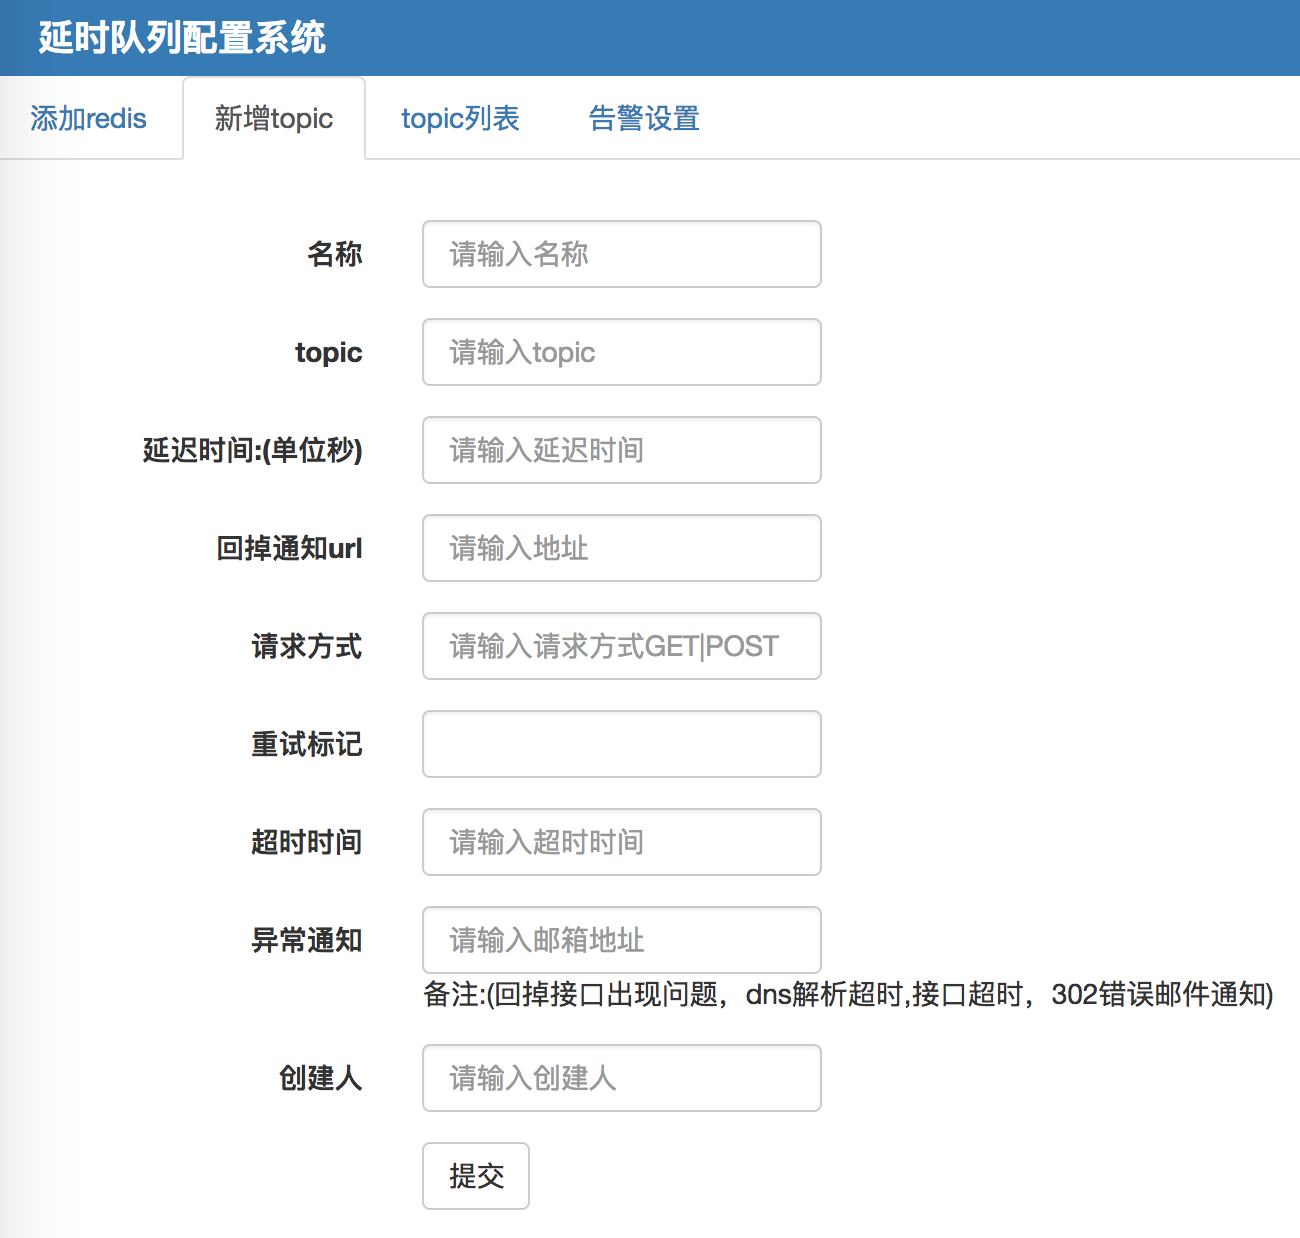 延时队列配置系统
添加redis 新增topic topic列表 告警设置
名称 请输入名称
topic 请输入topic
延迟时间:(单位秒) 请输入延迟时间
回掉通知url 请输入地址
请求方式 请输入请求方式GET|POST
重试标记
超时时间 请输入超时时间
异常通知 请输入邮箱地址
备注:(回掉接口出现问题，dns解析超时,接口超时，302错误邮件通知)
创建人 请输入创建人
提交